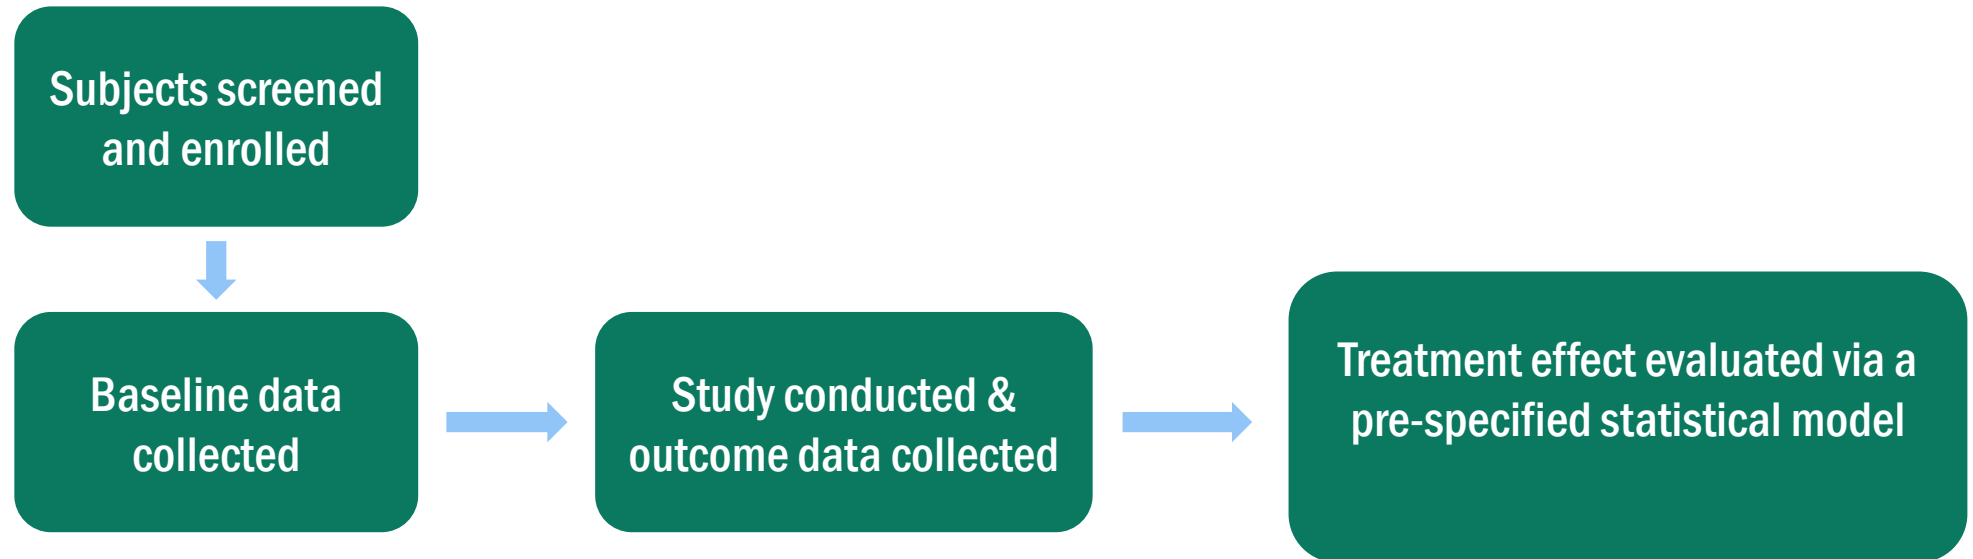 Subjects screened
and enrolled
Baseline data
collected
Study conducted &
outcome data collected
Treatment effect evaluated via a
pre-specified statistical model